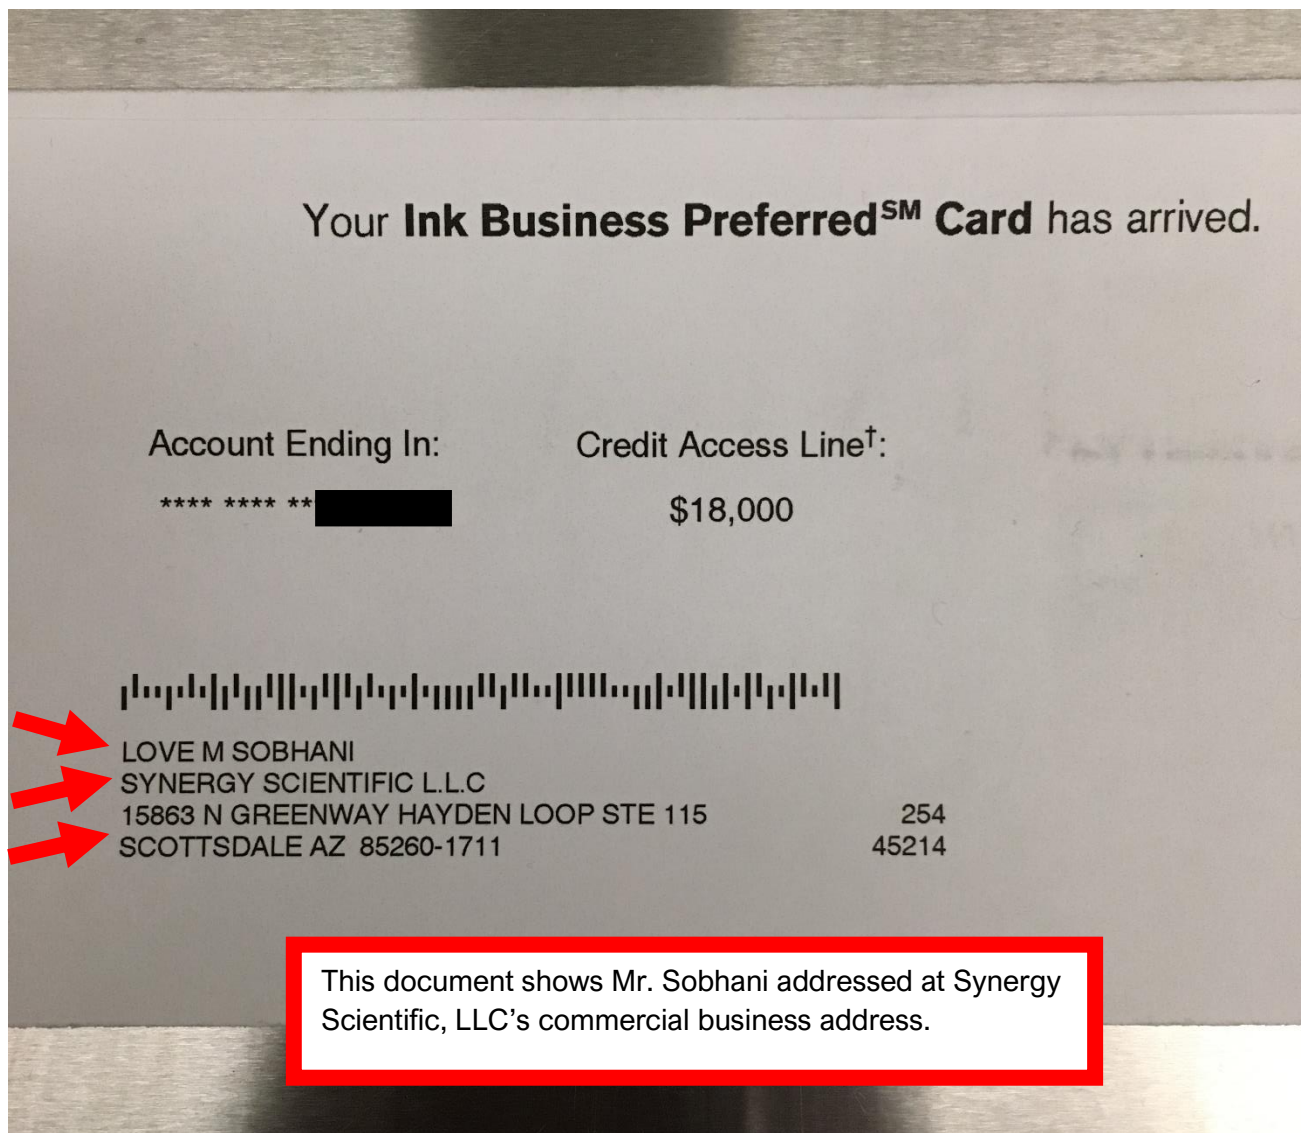 Your Ink Business Preferred℠ Card has arrived.
Account Ending In: Credit Access Line†:
**** **** ** $18,000
LOVE M SOBHANI
SYNERGY SCIENTIFIC L.L.C
15863 N GREENWAY HAYDEN LOOP STE 115 254
SCOTTSDALE AZ 85260-1711 45214
This document shows Mr. Sobhani addressed at Synergy
Scientific, LLC’s commercial business address.